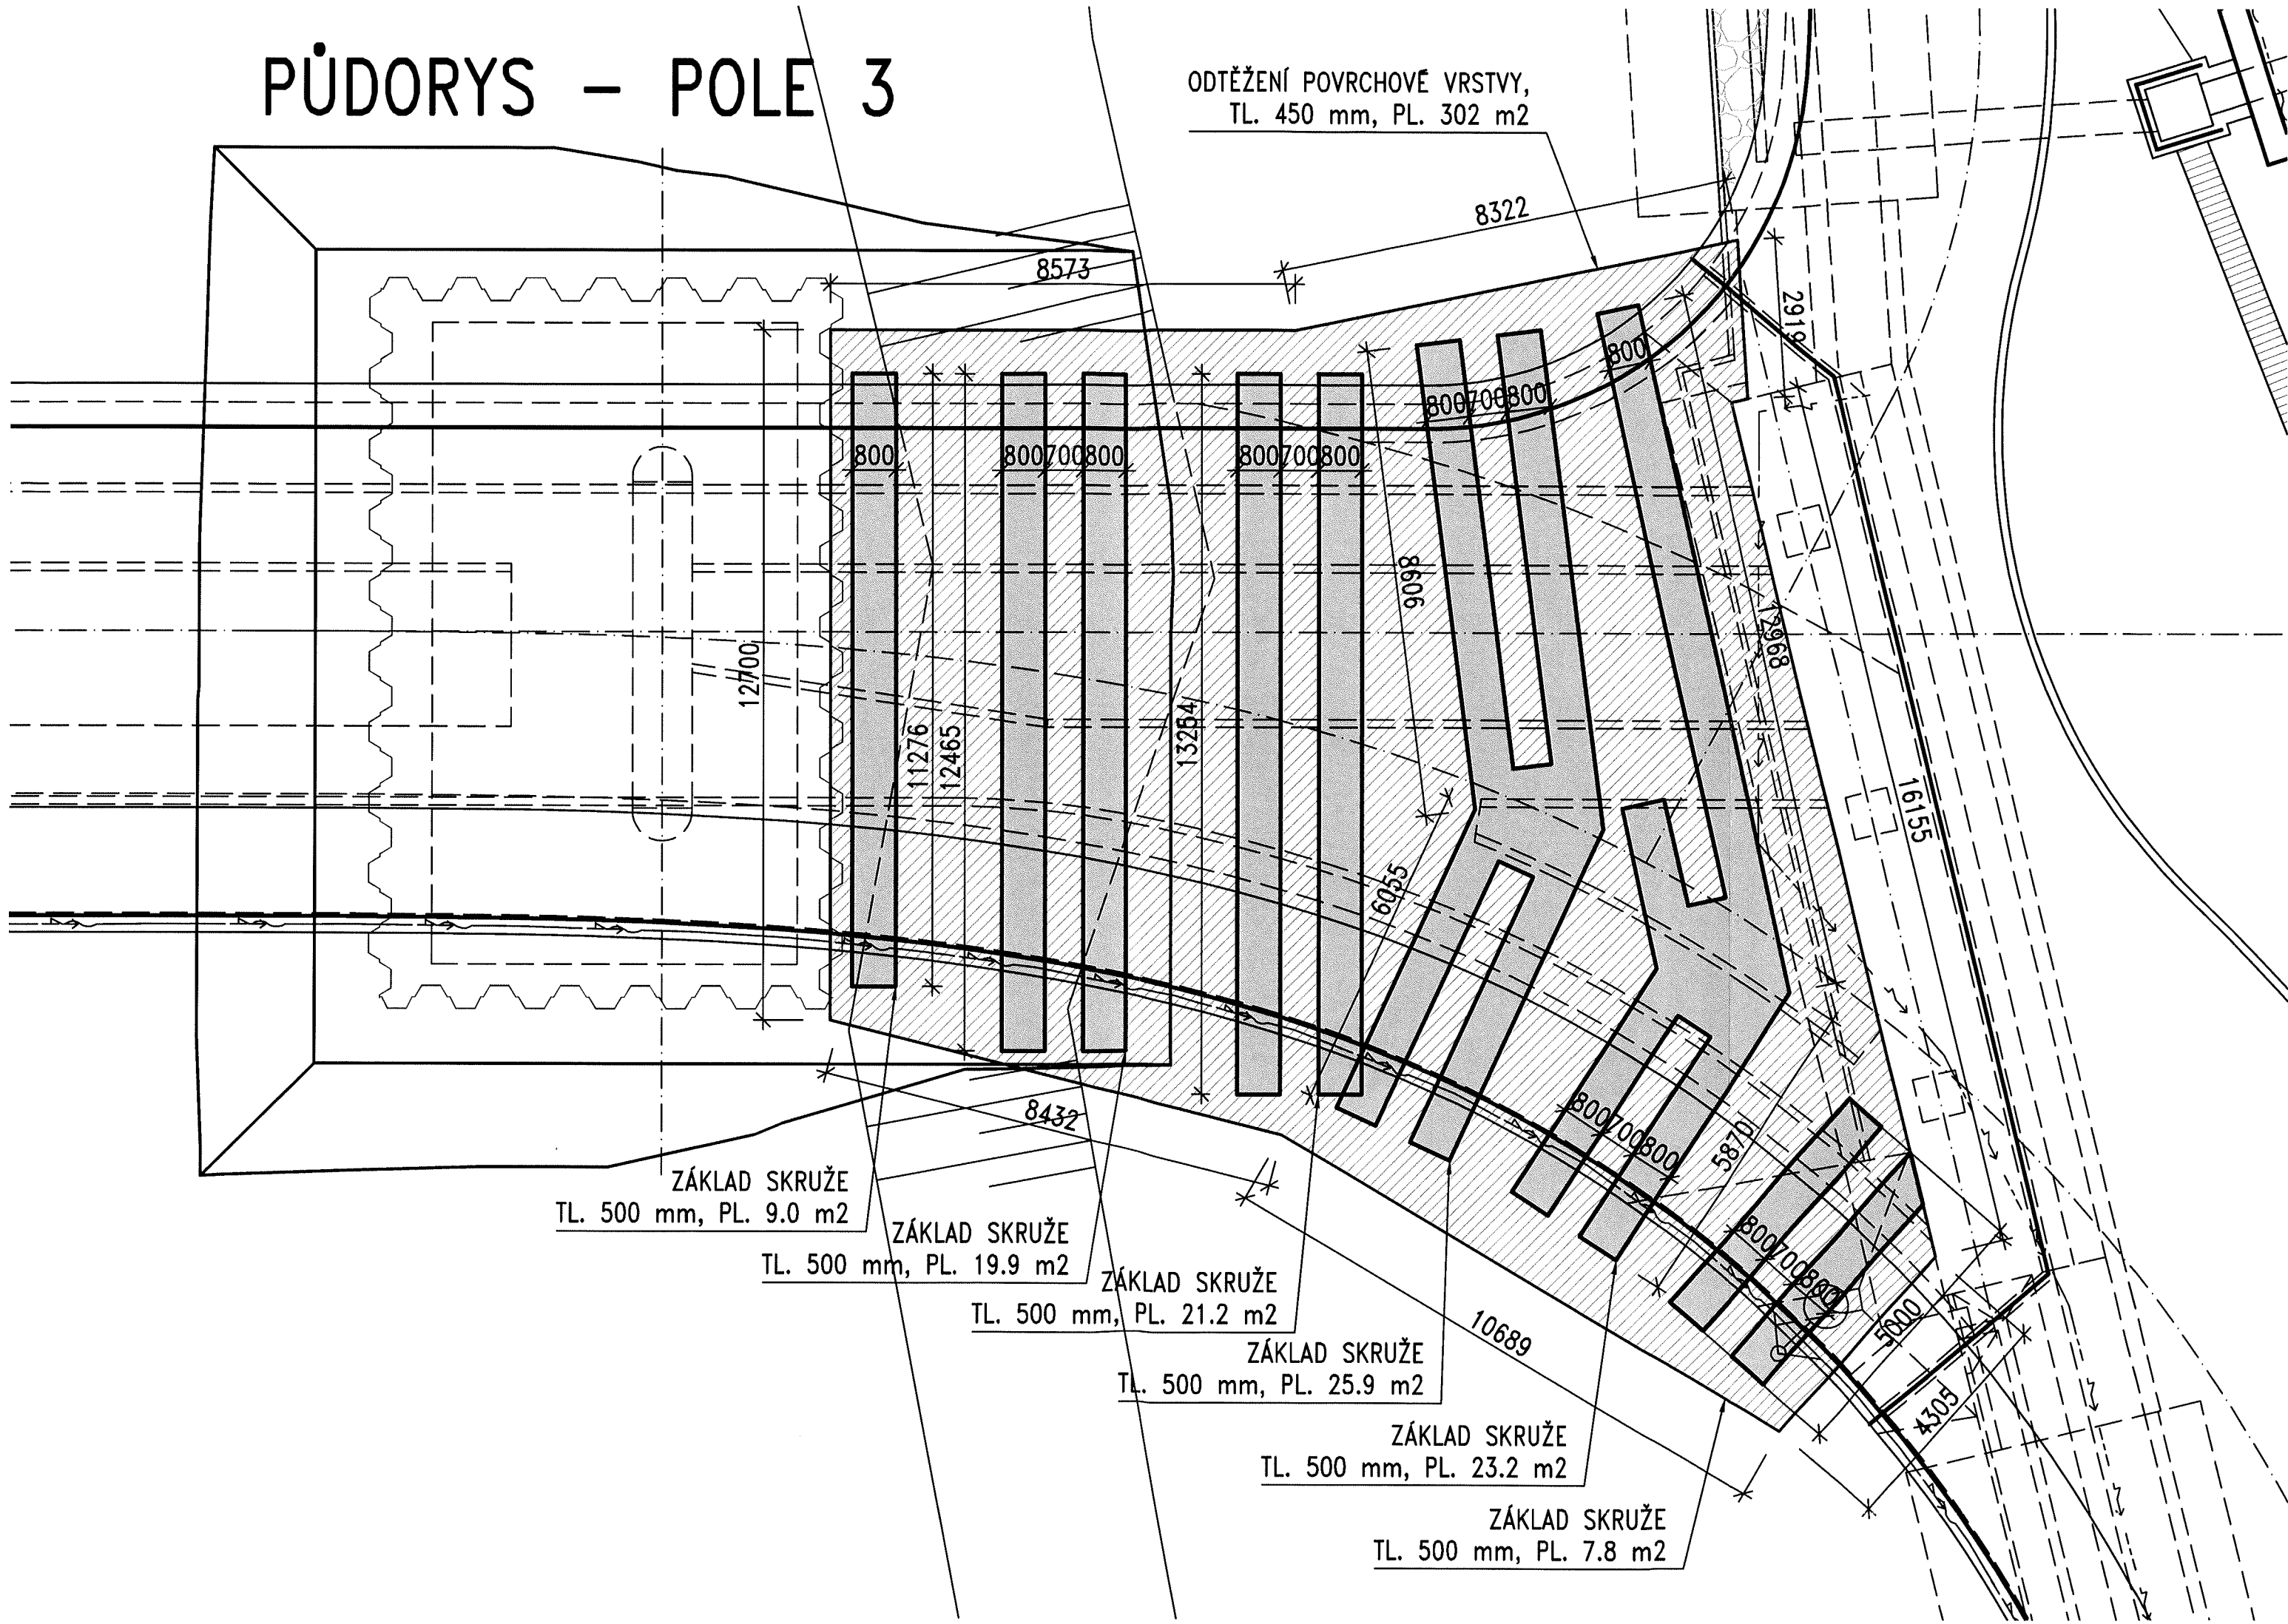 PŮDORYS – POLE 3
ODTĚŽENÍ POVRCHOVÉ VRSTVY,
TL. 450 mm, PL. 302 m2
8322
8573
2919
800
800700800
800
800700800
800700800
8606
12968
12700
11276
12465
13254
16155
6055
8432
800700800
5870
800700800
5000
4305
10689
ZÁKLAD SKRUŽE
TL. 500 mm, PL. 9.0 m2
ZÁKLAD SKRUŽE
TL. 500 mm, PL. 19.9 m2
ZÁKLAD SKRUŽE
TL. 500 mm, PL. 21.2 m2
ZÁKLAD SKRUŽE
TL. 500 mm, PL. 25.9 m2
ZÁKLAD SKRUŽE
TL. 500 mm, PL. 23.2 m2
ZÁKLAD SKRUŽE
TL. 500 mm, PL. 7.8 m2